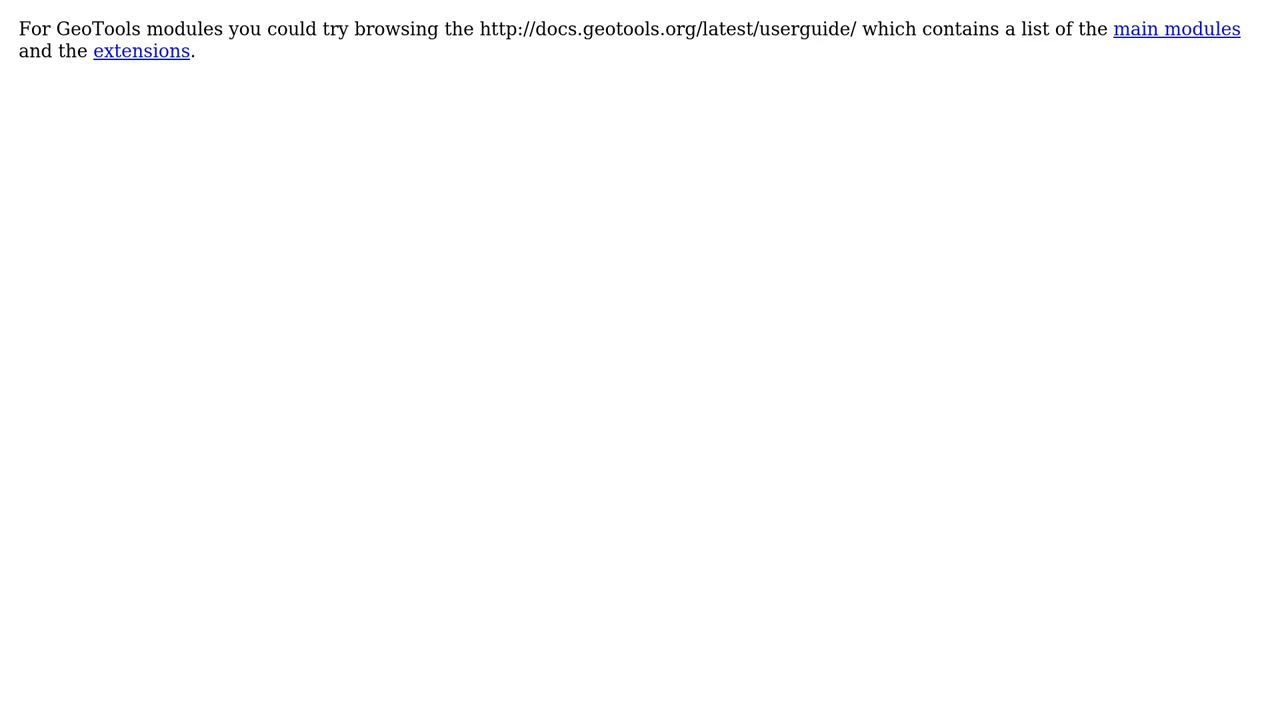 For GeoTools modules you could try browsing the http://docs.geotools.org/latest/userguide/ which contains a list of the main modules
and the extensions.